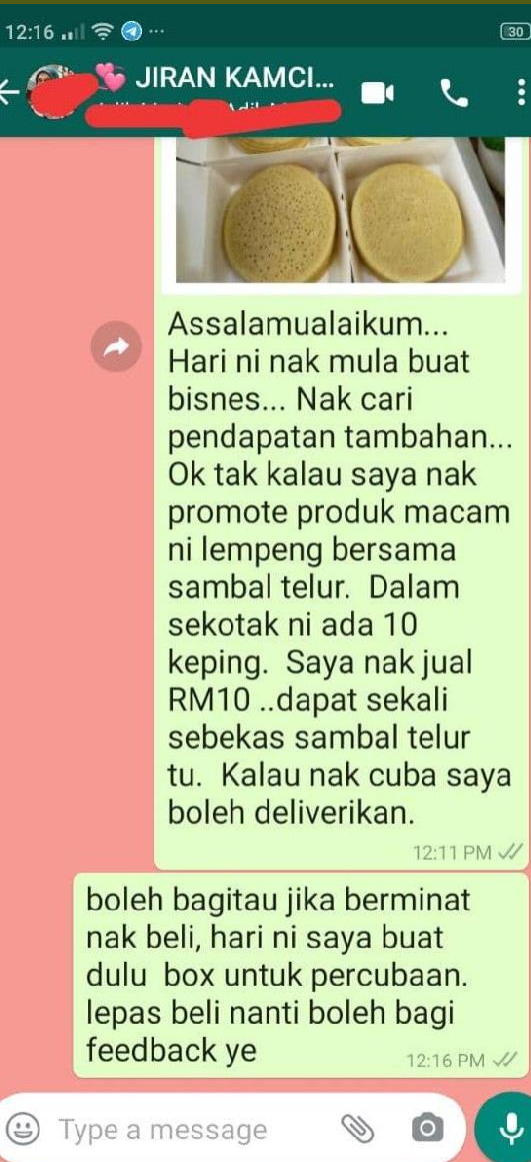 12:16
30
JIRAN KAMCI...
Assalamualaikum...
Hari ni nak mula buat
bisnes... Nak cari
pendapatan tambahan...
Ok tak kalau saya nak
promote produk macam
ni lempeng bersama
sambal telur. Dalam
sekotak ni ada 10
keping. Saya nak jual
RM10 ..dapat sekali
sebekas sambal telur
tu. Kalau nak cuba saya
boleh deliverikan.
12:11 PM
boleh bagitau jika berminat
nak beli, hari ni saya buat
dulu box untuk percubaan.
lepas beli nanti boleh bagi
feedback ye
12:16 PM
Type a message